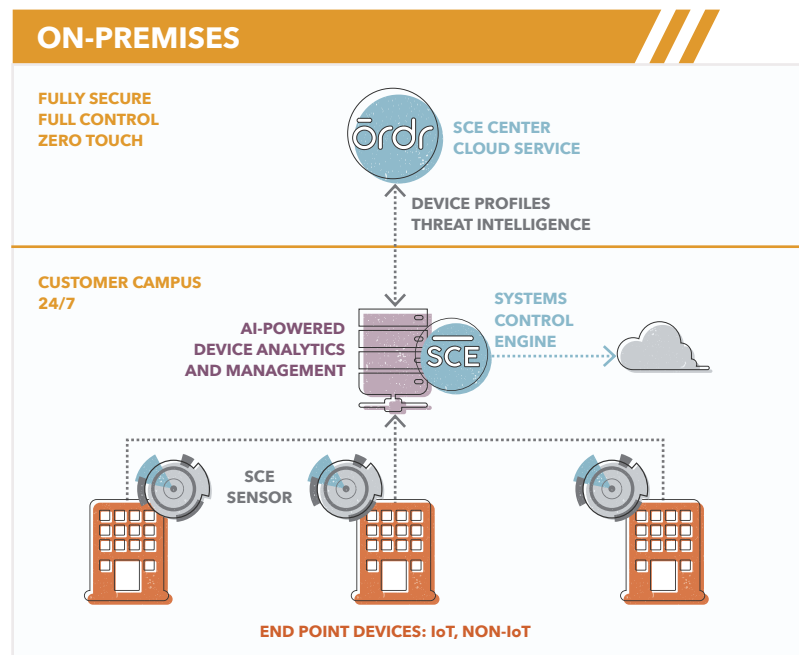 ON-PREMISES
FULLY SECURE
FULL CONTROL
ZERO TOUCH
ōrdr
SCE CENTER
CLOUD SERVICE
DEVICE PROFILES
THREAT INTELLIGENCE
CUSTOMER CAMPUS
24/7
AI-POWERED
DEVICE ANALYTICS
AND MANAGEMENT
SCE
SYSTEMS
CONTROL
ENGINE
SCE
SENSOR
END POINT DEVICES: IoT, NON-IoT